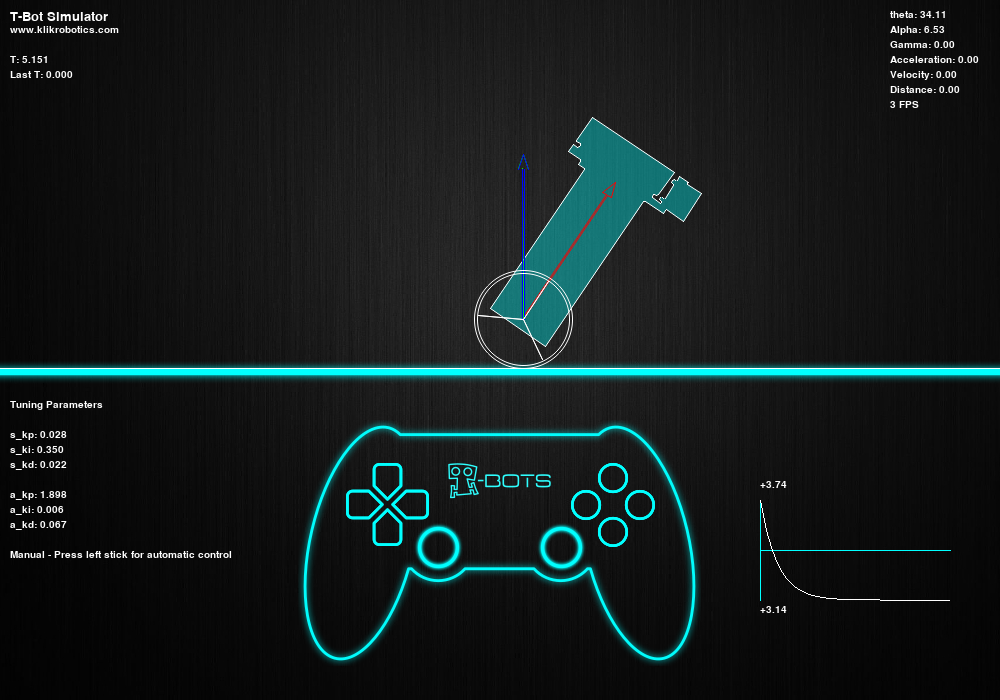 T-Bot Simulator
www.klikrobotics.com
T: 5.151
Last T: 0.000
theta: 34.11
Alpha: 6.53
Gamma: 0.00
Acceleration: 0.00
Velocity: 0.00
Distance: 0.00
3 FPS
Tuning Parameters
s_kp: 0.028
s_ki: 0.350
s_kd: 0.022
a_kp: 1.898
a_ki: 0.006
a_kd: 0.067
Manual - Press left stick for automatic control
-BOTS
+3.74
+3.14